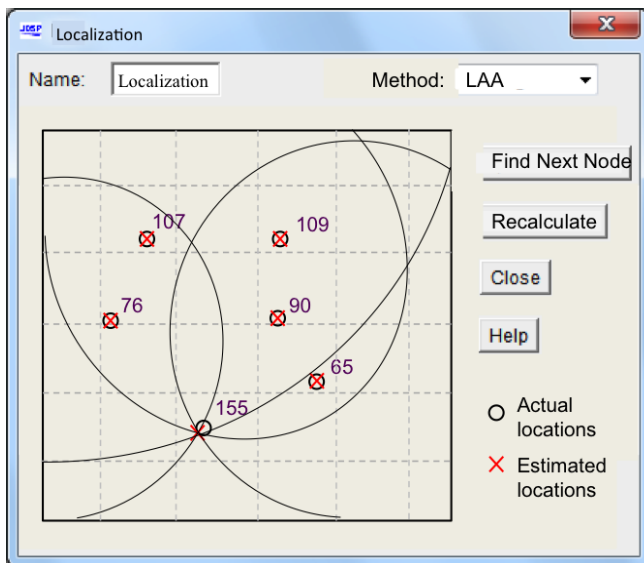 JOSP
Localization
X
Name: Localization
Method: LAA
Find Next Node
107
109
Recalculate
76
90
Close
65
Help
155
Actual
locations
Estimated
locations